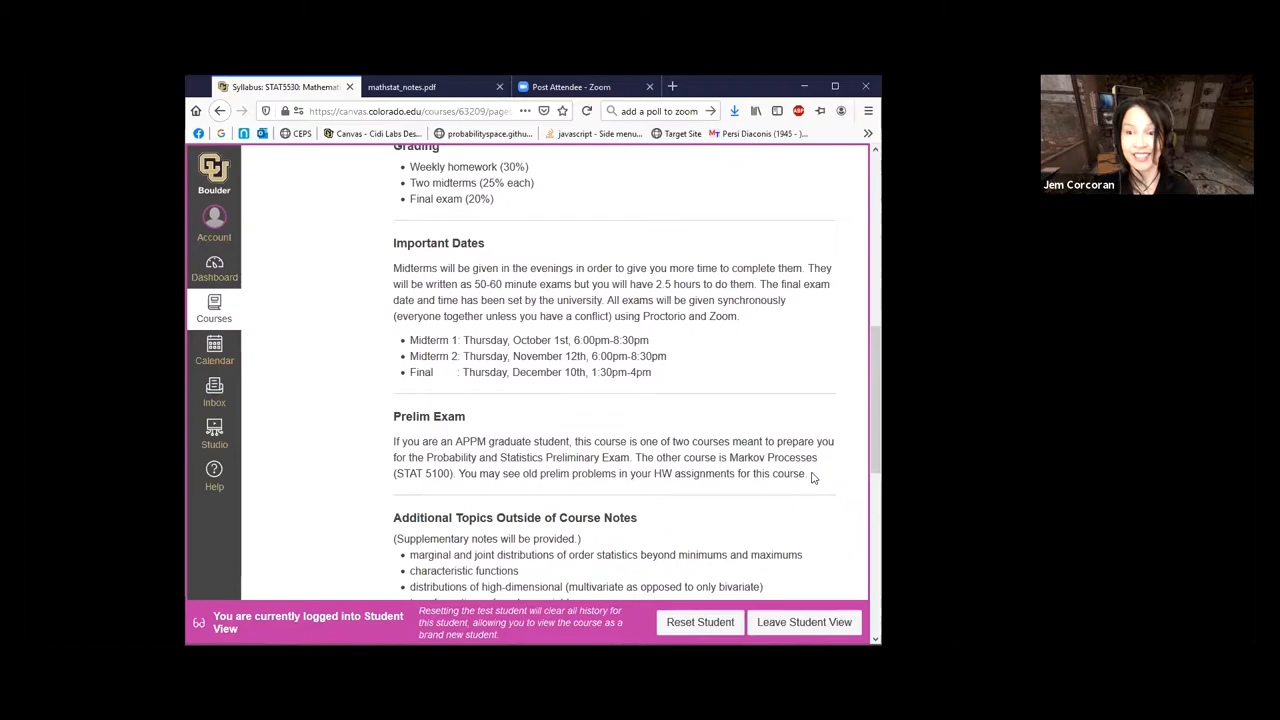 Syllabus: STAT5530: Mathemat
mathstat_notes.pdf
Post Attendee - Zoom
https://canvas.colorado.edu/courses/63209/page
add a poll to zoom
CEPS
Canvas - Cidi Labs Des...
probabilityspace.githu...
javascript - Side menu...
Target Site
Persi Diaconis (1945 - )...
Boulder
Account
Dashboard
Courses
Calendar
Inbox
Studio
Help
Grading
• Weekly homework (30%)
• Two midterms (25% each)
• Final exam (20%)
Important Dates
Midterms will be given in the evenings in order to give you more time to complete them. They
will be written as 50-60 minute exams but you will have 2.5 hours to do them. The final exam
date and time has been set by the university. All exams will be given synchronously
(everyone together unless you have a conflict) using Proctorio and Zoom.
• Midterm 1: Thursday, October 1st, 6:00pm-8:30pm
• Midterm 2: Thursday, November 12th, 6:00pm-8:30pm
• Final : Thursday, December 10th, 1:30pm-4pm
Prelim Exam
If you are an APPM graduate student, this course is one of two courses meant to prepare you
for the Probability and Statistics Preliminary Exam. The other course is Markov Processes
(STAT 5100). You may see old prelim problems in your HW assignments for this course.
Additional Topics Outside of Course Notes
(Supplementary notes will be provided.)
• marginal and joint distributions of order statistics beyond minimums and maximums
• characteristic functions
• distributions of high-dimensional (multivariate as opposed to only bivariate)
You are currently logged into Student
View
Resetting the test student will clear all history for
this student, allowing you to view the course as a
brand new student.
Reset Student
Leave Student View
Jem Corcoran